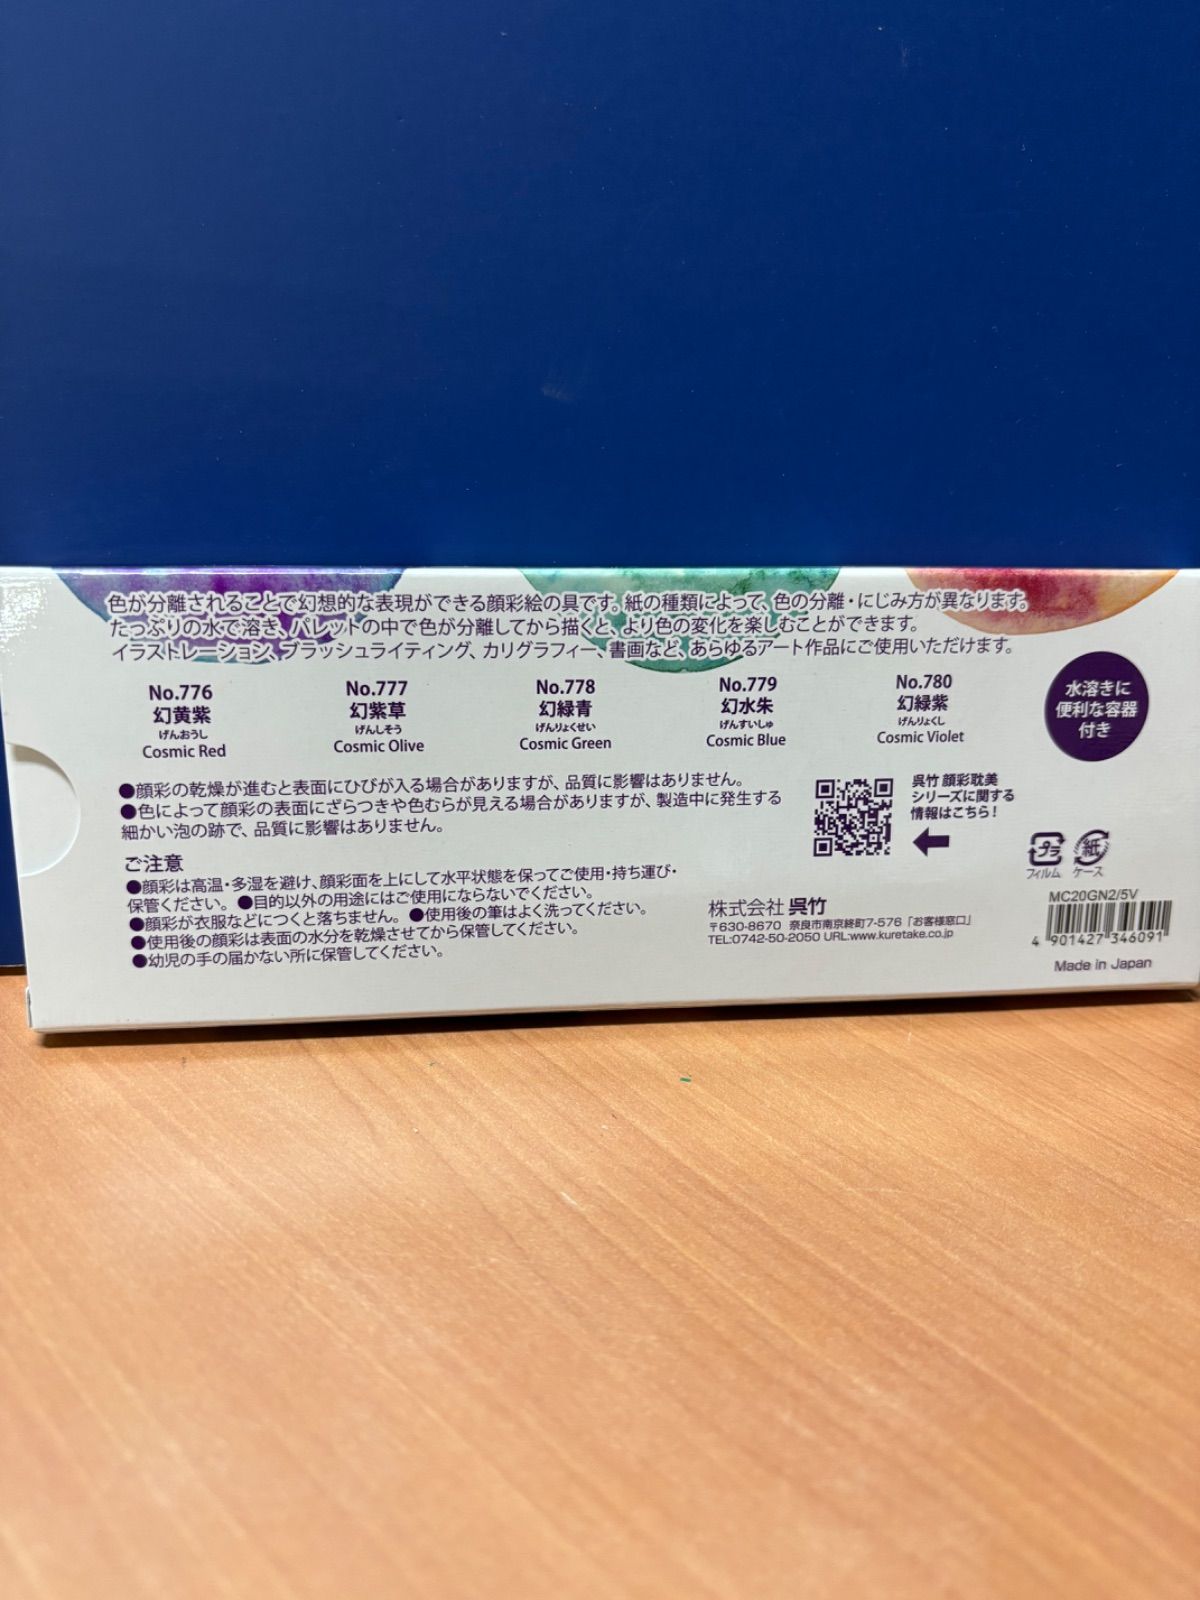 色が分離されることで幻想的な表現ができる顔彩絵の具です。紙の種類によって、色の分離・にじみ方が異なります。
たっぷりの水で溶き、パレットの中で色が分離してから描くと、より色の変化を楽しむことができます。
イラストレーション、ブラッシュライティング、カリグラフィー、書画など、あらゆるアート作品にご使用いただけます。
No.776
幻黄紫
げんおうし
Cosmic Red
No.777
幻紫草
げんしそう
Cosmic Olive
No.778
幻緑青
げんりょくせい
Cosmic Green
No.779
幻水朱
げんすいしゅ
Cosmic Blue
No.780
幻緑紫
げんりょくし
Cosmic Violet
水溶きに
便利な容器
付き
●顔彩の乾燥が進むと表面にひびが入る場合がありますが、品質に影響はありません。
●色によって顔彩の表面にざらつきや色むらが見える場合がありますが、製造中に発生する
細かい泡の跡で、品質に影響はありません。
呉竹 顔彩耽美
シリーズに関する
情報はこちら!
ご注意
●顔彩は高温・多湿を避け、顔彩面を上にして水平状態を保ってご使用・持ち運び・
保管ください。 ●目的以外の用途にはご使用にならないでください。
●顔彩が衣服などにつくと落ちません。 ●使用後の筆はよく洗ってください。
●使用後の顔彩は表面の水分を乾燥させてから保管してください。
●幼児の手の届かない所に保管してください。
株式会社 呉竹
〒630-8670 奈良市南京終町7-576「お客様窓口」
TEL:0742-50-2050 URL:www.kuretake.co.jp
プラ
フィルム
紙
ケース
MC20GN2/5V
4 901427 346091
Made in Japan